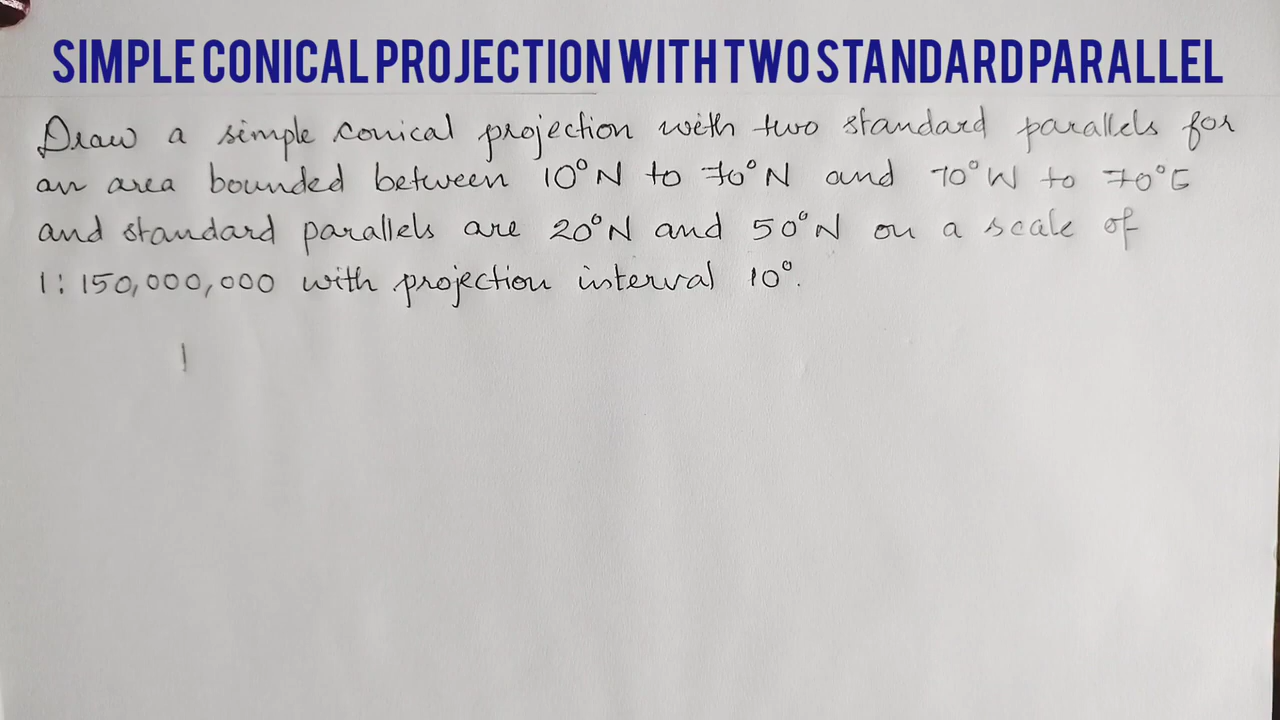 SIMPLE CONICAL PROJECTION WITH TWO STANDARD PARALLEL
Draw a simple conical projection with two standard parallels for
an area bounded between 10°N to 70°N and 70°W to 70°E
and standard parallels are 20°N and 50°N on a scale of
1:150,000,000 with projection interval 10°.